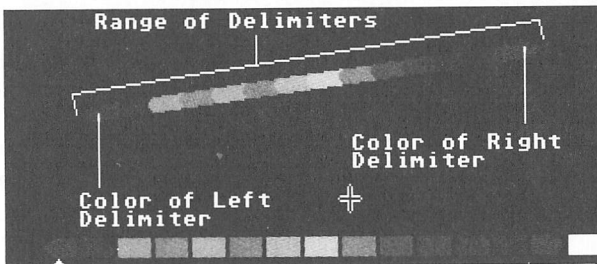 Range of Delimiters
Color of Right
Delimiter
Color of Left
Delimiter